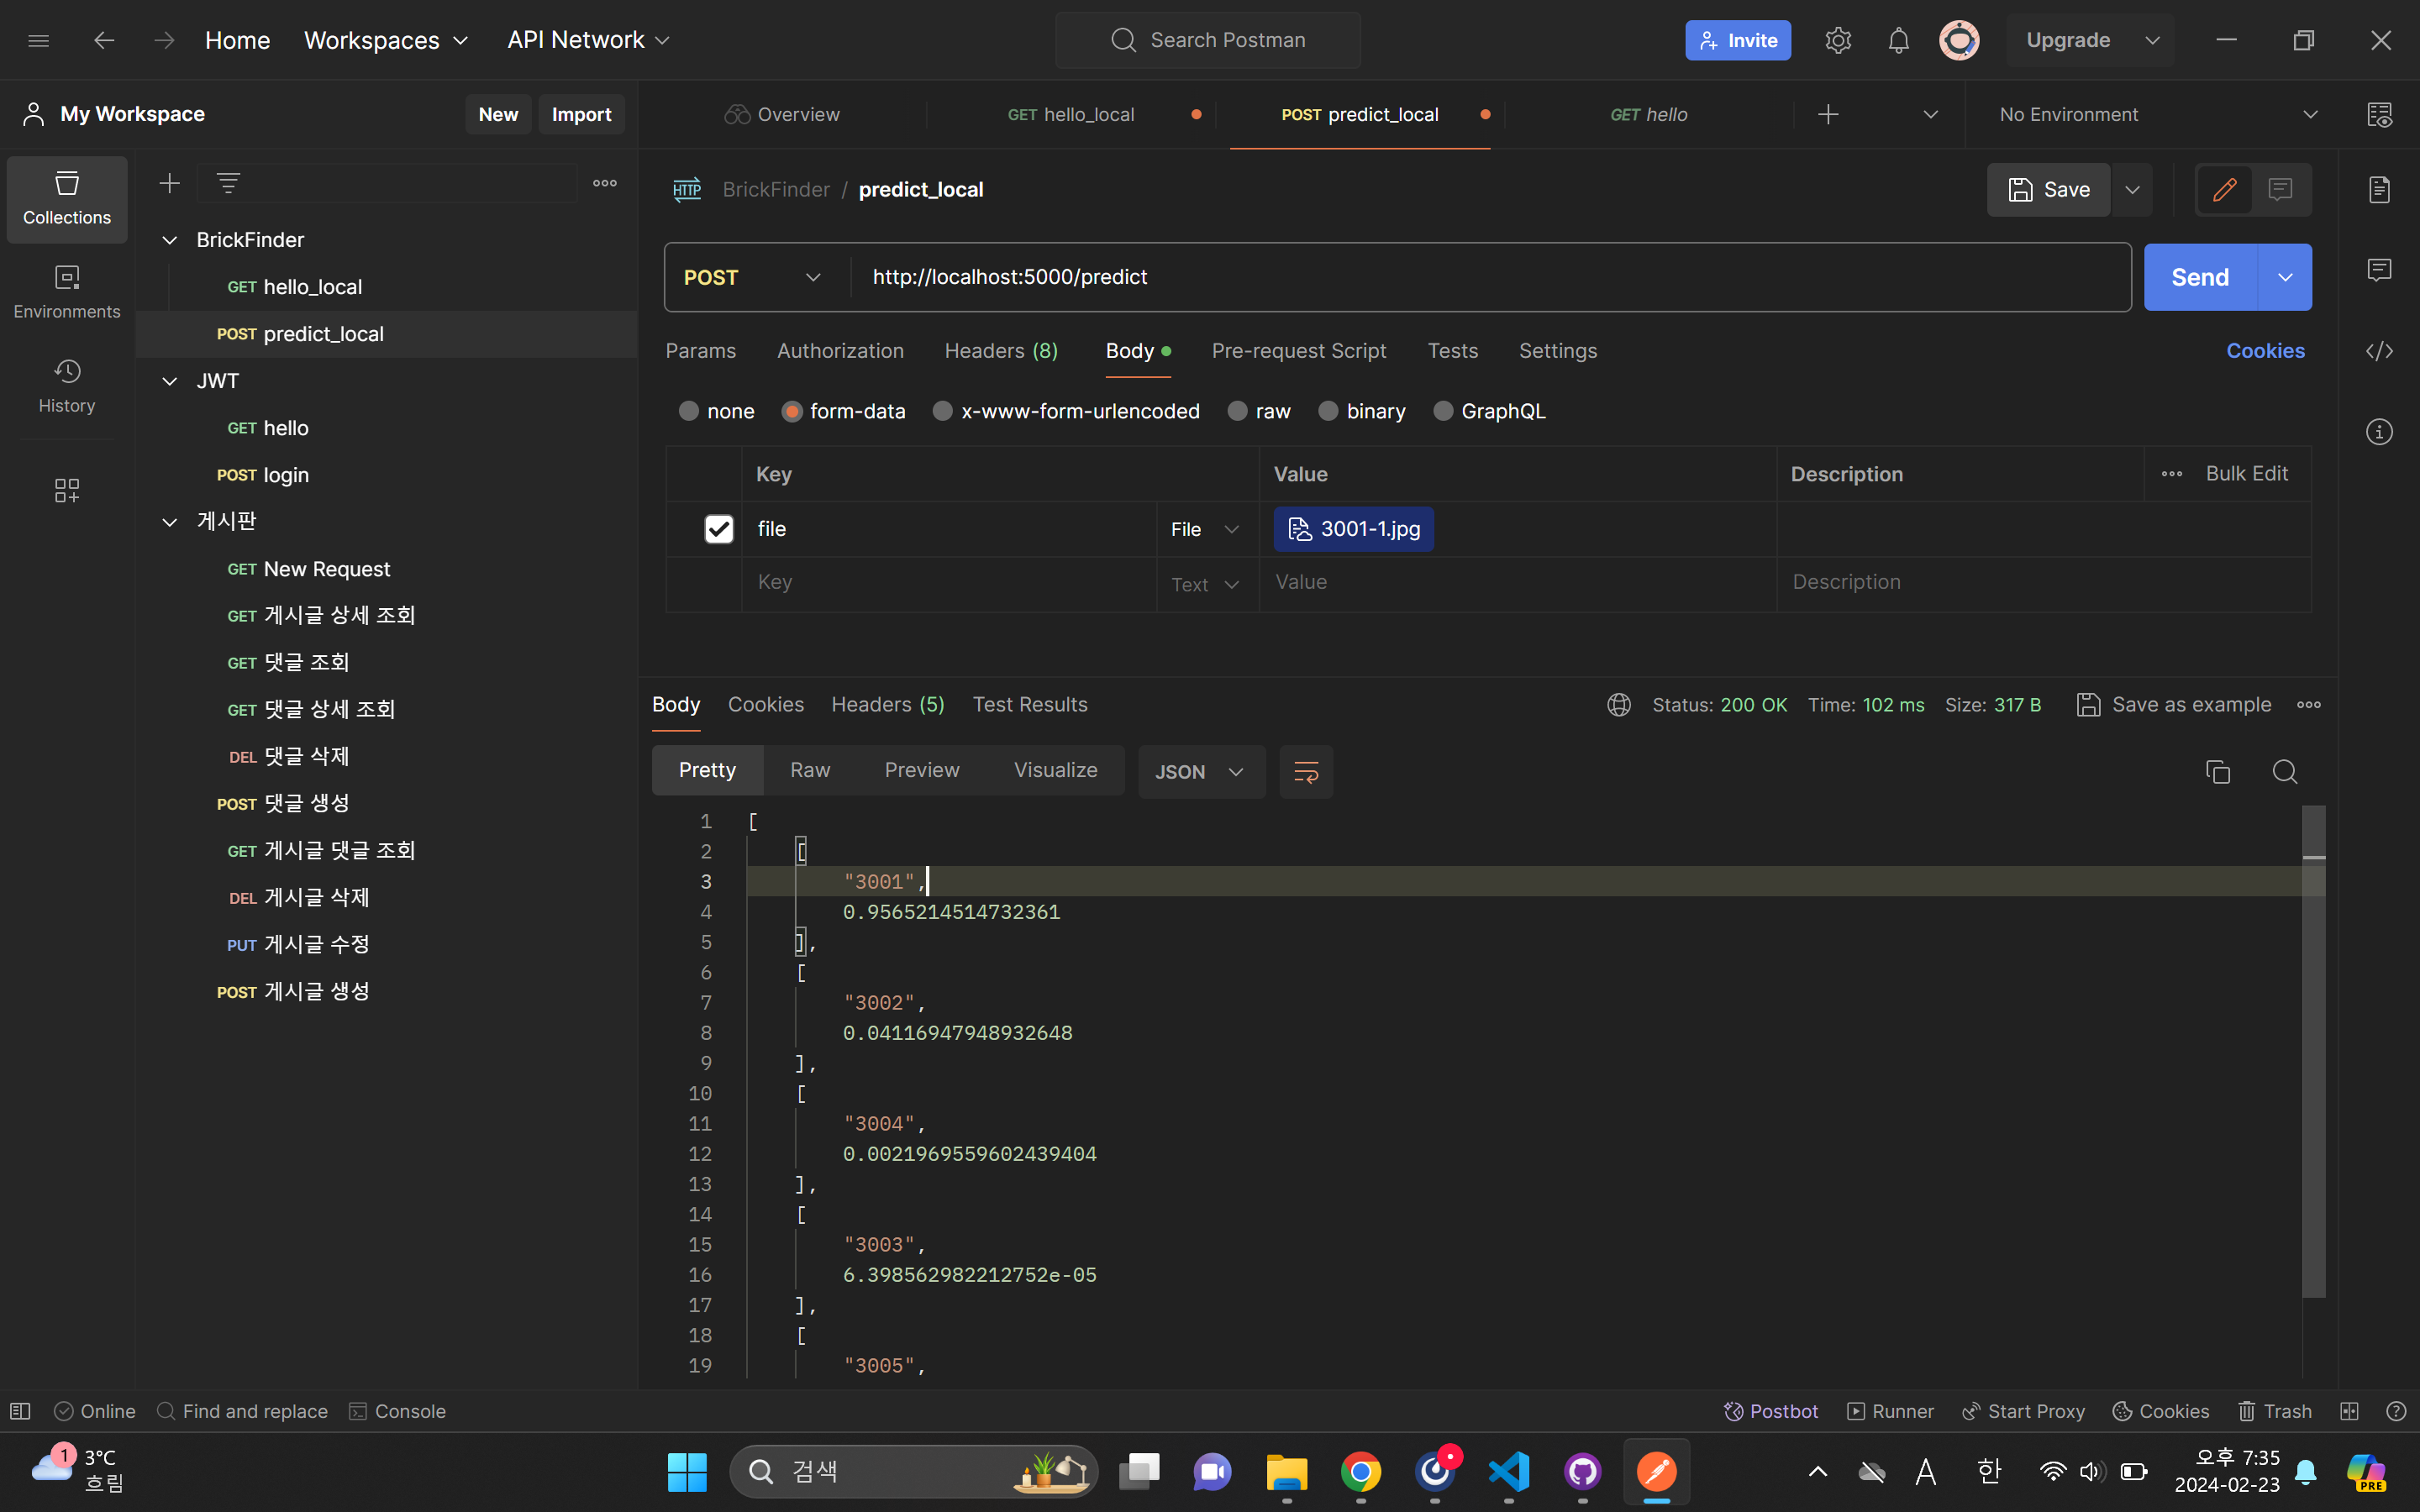 Home
Workspaces
API Network
Search Postman
Invite
Upgrade
My Workspace
New
Import
Overview
GET hello_local
POST predict_local
GET hello
No Environment
Collections
Environments
History
BrickFinder
GET hello_local
POST predict_local
JWT
GET hello
POST login
게시판
GET New Request
GET 게시글 상세 조회
GET 댓글 조회
GET 댓글 상세 조회
DEL 댓글 삭제
POST 댓글 생성
GET 게시글 댓글 조회
DEL 게시글 삭제
PUT 게시글 수정
POST 게시글 생성
HTTP BrickFinder / predict_local
Save
POST
http://localhost:5000/predict
Send
Params Authorization Headers (8) Body Pre-request Script Tests Settings Cookies
none form-data x-www-form-urlencoded raw binary GraphQL
Key Value Description Bulk Edit
file File 3001-1.jpg
Key Text Value Description
Body Cookies Headers (5) Test Results Status: 200 OK Time: 102 ms Size: 317 B Save as example
Pretty Raw Preview Visualize JSON
1 [
2 [
3 "3001",
4 0.9565214514732361
5 ],
6 [
7 "3002",
8 0.04116947948932648
9 ],
10 [
11 "3004",
12 0.0021969559602439404
13 ],
14 [
15 "3003",
16 6.398562982212752e-05
17 ],
18 [
19 "3005",
Online Find and replace Console Postbot Runner Start Proxy Cookies Trash
1
3°C
흐림
검색
A
한
오후 7:35
2024-02-23
PRE